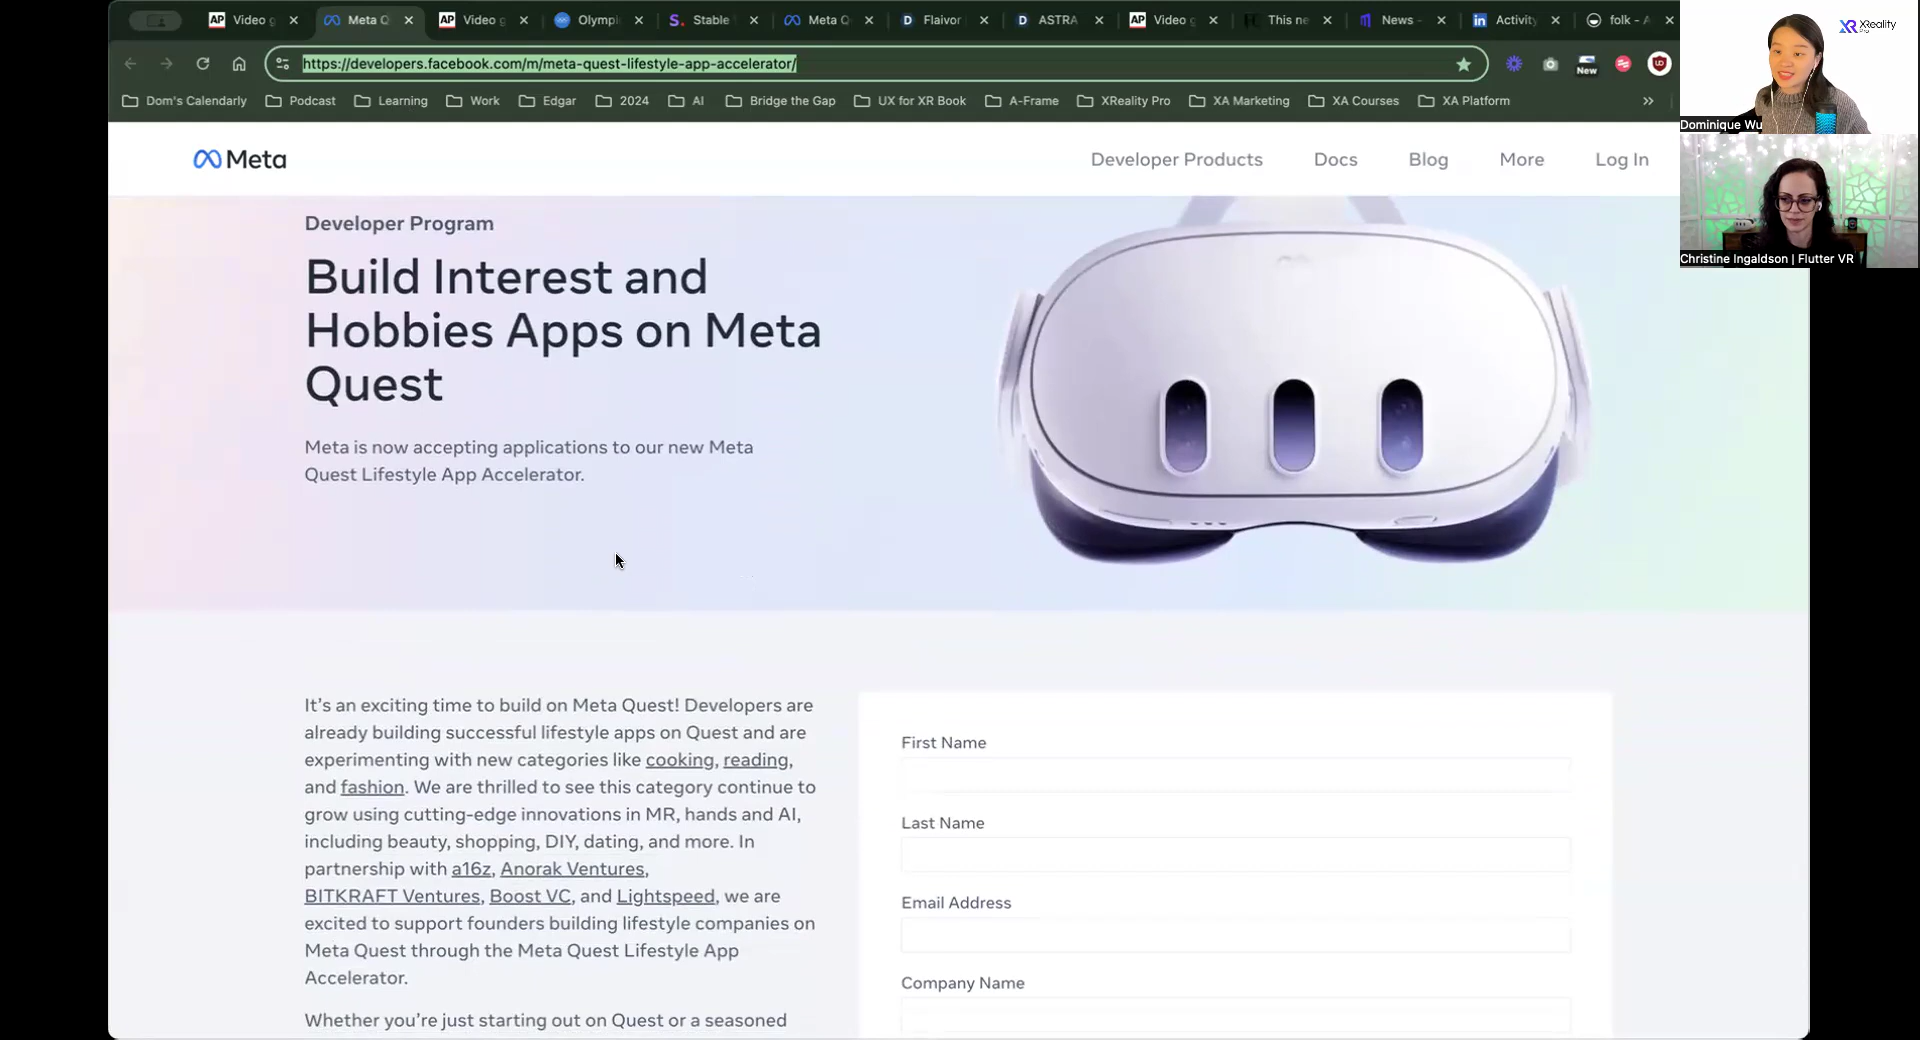 Video g
Meta Q
Video g
Olympi
Stable
Meta Q
Flaivor
ASTRA
Video g
This ne
News -
Activity
folk - A
https://developers.facebook.com/m/meta-quest-lifestyle-app-accelerator/
New
Dom's Calendarly
Podcast
Learning
Work
Edgar
2024
AI
Bridge the Gap
UX for XR Book
A-Frame
XReality Pro
XA Marketing
XA Courses
XA Platform
XReality
Dominique Wu
Christine Ingaldson | Flutter VR
Meta
Developer Products
Docs
Blog
More
Log In
Developer Program
Build Interest and
Hobbies Apps on Meta
Quest
Meta is now accepting applications to our new Meta
Quest Lifestyle App Accelerator.
It’s an exciting time to build on Meta Quest! Developers are
already building successful lifestyle apps on Quest and are
experimenting with new categories like cooking, reading,
and fashion. We are thrilled to see this category continue to
grow using cutting-edge innovations in MR, hands and AI,
including beauty, shopping, DIY, dating, and more. In
partnership with a16z, Anorak Ventures,
BITKRAFT Ventures, Boost VC, and Lightspeed, we are
excited to support founders building lifestyle companies on
Meta Quest through the Meta Quest Lifestyle App
Accelerator.
Whether you’re just starting out on Quest or a seasoned
First Name
Last Name
Email Address
Company Name